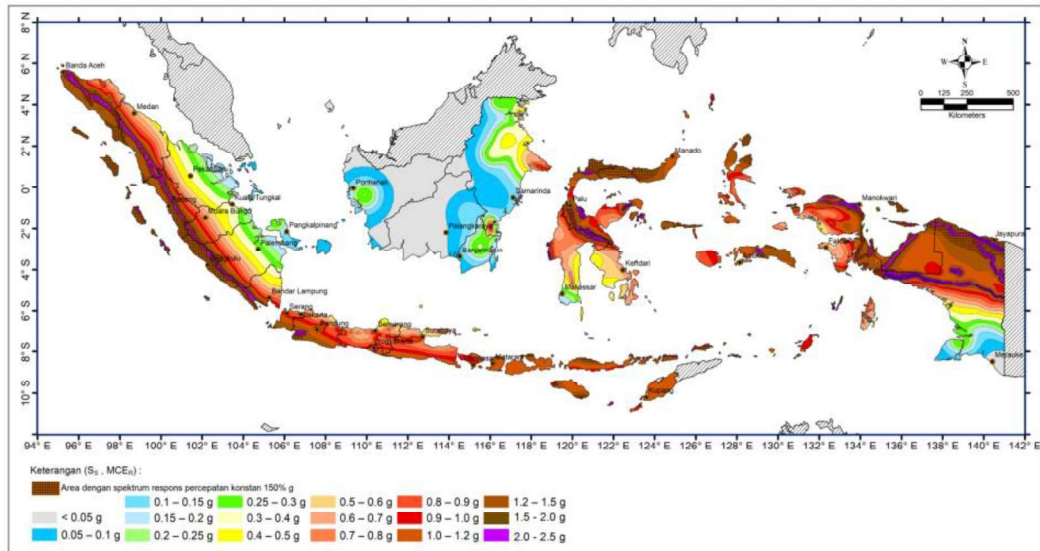 8° N
6° N
4° N
2° N
0°
2° S
4° S
6° S
8° S
10° S
Banda Aceh
Medan
Kuala Tungkal
Muara Bungo
Pangkalpinang
Palembang
Bandar Lampung
Serang
Bandung
Semarang
Surabaya
Mataram
Kupang
Pontianak
Samarinda
Manado
Palu
Kendari
Makassar
Manokwari
Jayapura
Merauke
N
W E
S
0 125 250 500
Kilometers
94° E 96° E 98° E 100° E 102° E 104° E 106° E 108° E 110° E 112° E 114° E 116° E 118° E 120° E 122° E 124° E 126° E 128° E 130° E 132° E 134° E 136° E 138° E 140° E 142° E
Keterangan (SS , MCER) :
Area dengan spektrum respons percepatan konstan 150% g
0.1 – 0.15 g 0.25 – 0.3 g 0.5 – 0.6 g 0.8 – 0.9 g 1.2 – 1.5 g
< 0.05 g 0.15 – 0.2 g 0.3 – 0.4 g 0.6 – 0.7 g 0.9 – 1.0 g 1.5 - 2.0 g
0.05 – 0.1 g 0.2 – 0.25 g 0.4 – 0.5 g 0.7 – 0.8 g 1.0 – 1.2 g 2.0 - 2.5 g